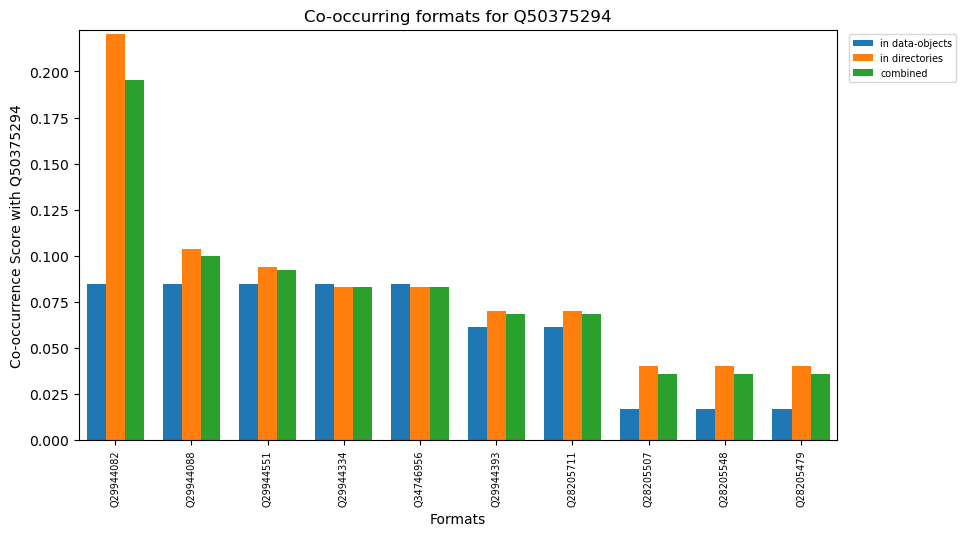 Co-occurring formats for Q50375294
Co-occurrence Score with Q50375294
0.200
0.175
0.150
0.125
0.100
0.075
0.050
0.025
0.000
Q29944082
Q29944088
Q29944551
Q29944334
Q34746956
Q29944393
Q28205711
Q28205507
Q28205548
Q28205479
Formats
in data-objects
in directories
combined